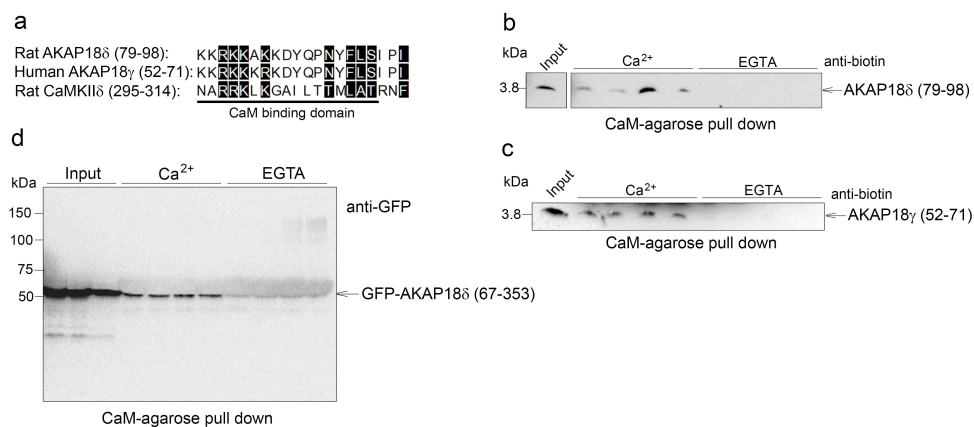 a
Rat AKAP18δ (79-98): KKRKKAKKDYQPNYFLSIPI
Human AKAP18γ (52-71): KKRKKKRKDYQPNYFLSIPI
Rat CaMKIIδ (295-314): NARRKLKGAILTTMLATRNF
CaM binding domain
b
kDa
Input
Ca2+
EGTA
anti-biotin
3.8
AKAP18δ (79-98)
CaM-agarose pull down
c
kDa
Input
Ca2+
EGTA
anti-biotin
3.8
AKAP18γ (52-71)
CaM-agarose pull down
d
kDa
Input
Ca2+
EGTA
150
100
75
50
anti-GFP
GFP-AKAP18δ (67-353)
CaM-agarose pull down